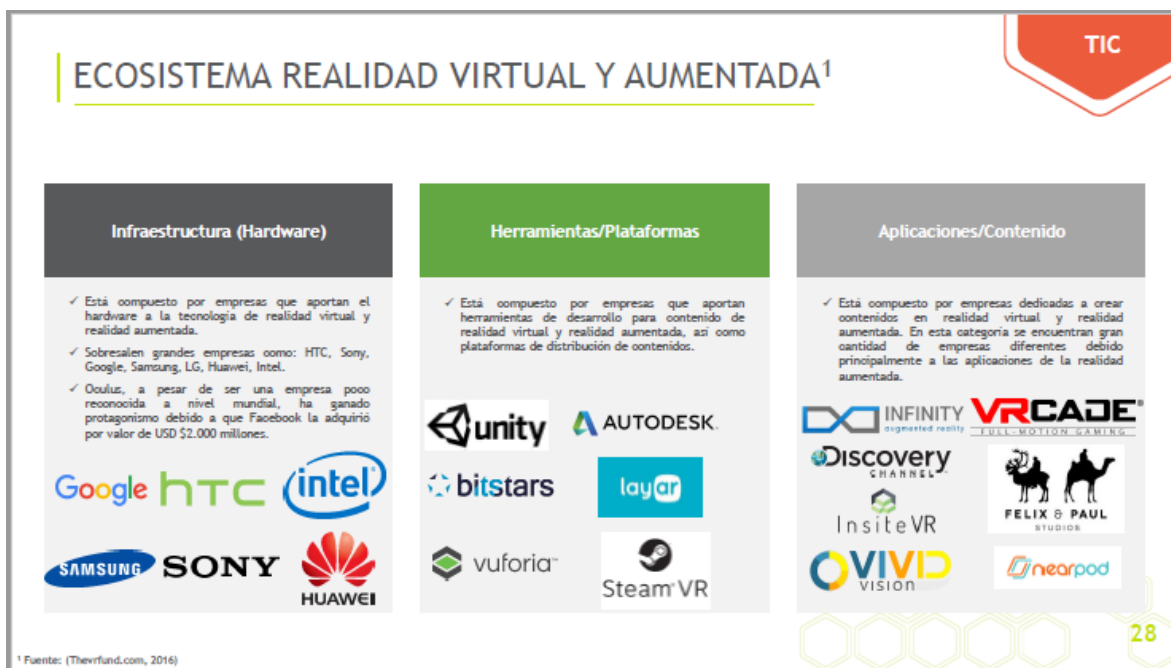 TIC
ECOSISTEMA REALIDAD VIRTUAL Y AUMENTADA¹
Infraestructura (Hardware)
✓ Está compuesto por empresas que aportan el
hardware a la tecnología de realidad virtual y
realidad aumentada.
✓ Sobresalen grandes empresas como: HTC, Sony,
Google, Samsung, LG, Huawei, Intel.
✓ Oculus, a pesar de ser una empresa poco
reconocida a nivel mundial, ha ganado
protagonismo debido a que Facebook la adquirió
por valor de USD $2.000 millones.
Google
hTC
intel
SAMSUNG
SONY
HUAWEI
Herramientas/Plataformas
✓ Está compuesto por empresas que aportan
herramientas de desarrollo para contenido de
realidad virtual y realidad aumentada, así como
plataformas de distribución de contenidos.
unity
AUTODESK.
bitstars
layar
vuforia™
Steam®VR
Aplicaciones/Contenido
✓ Está compuesto por empresas dedicadas a crear
contenidos en realidad virtual y realidad
aumentada. En esta categoría se encuentran gran
cantidad de empresas diferentes debido
principalmente a las aplicaciones de la realidad
aumentada.
INFINITY
augmented reality
VRCADE®
FULL-MOTION GAMING
Discovery
CHANNEL
InsiteVR
FELIX & PAUL
STUDIOS
VIVID
vision
nearpod
28
¹ Fuente: (Thevrfund.com, 2016)